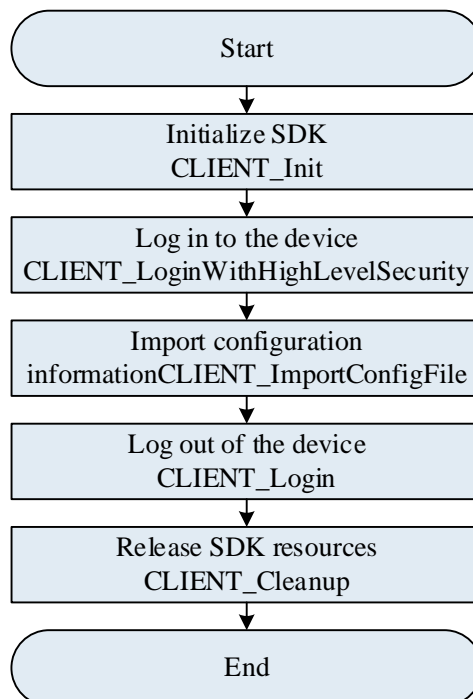 Start
Initialize SDK
CLIENT_Init
Log in to the device
CLIENT_LoginWithHighLevelSecurity
Import configuration
informationCLIENT_ImportConfigFile
Log out of the device
CLIENT_Login
Release SDK resources
CLIENT_Cleanup
End